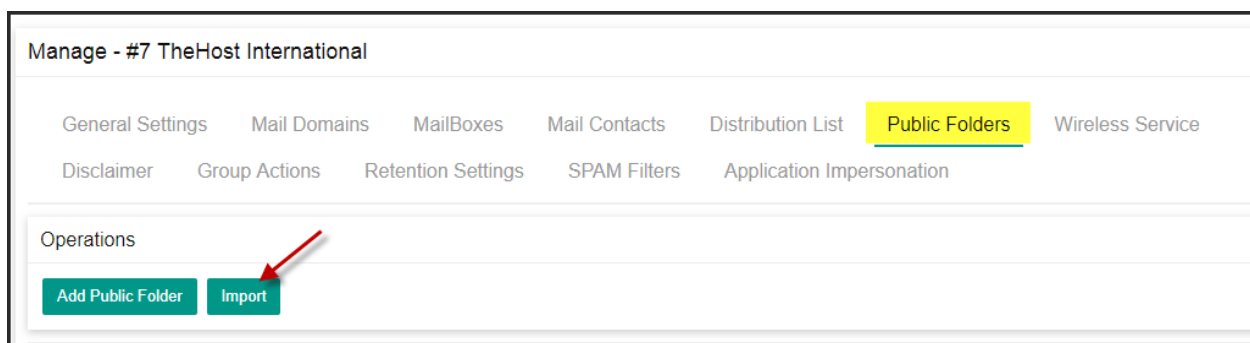 Manage - #7 TheHost International
General Settings Mail Domains MailBoxes Mail Contacts Distribution List Public Folders Wireless Service
Disclaimer Group Actions Retention Settings SPAM Filters Application Impersonation
Operations
Add Public Folder Import